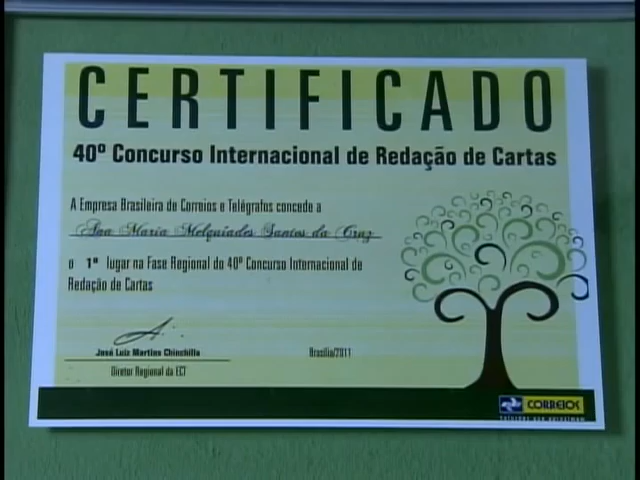 CERTIFICADO
40º Concurso Internacional de Redação de Cartas
A Empresa Brasileira de Correios e Telégrafos concede a
Ana Maria Melquiades Santos da Cruz
o 1º lugar na Fase Regional do 40º Concurso Internacional de
Redação de Cartas
José Luiz Martins Chinchilla
Brasília/2011
Diretor Regional da ECT
CORREIOS